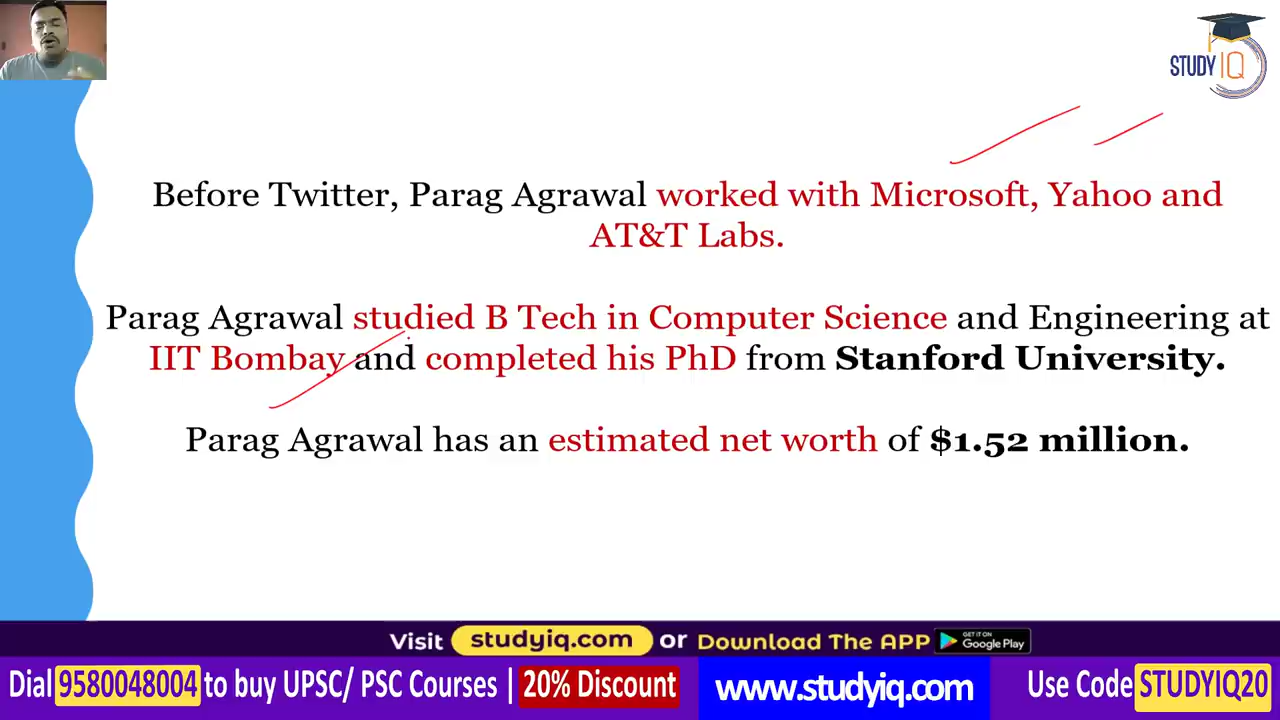 STUDY IQ
Before Twitter, Parag Agrawal worked with Microsoft, Yahoo and
AT&T Labs.
Parag Agrawal studied B Tech in Computer Science and Engineering at
IIT Bombay and completed his PhD from Stanford University.
Parag Agrawal has an estimated net worth of $1.52 million.
Visit studyiq.com or Download The APP GET IT ON Google Play
Dial 9580048004 to buy UPSC/ PSC Courses | 20% Discount www.studyiq.com Use Code STUDYIQ20